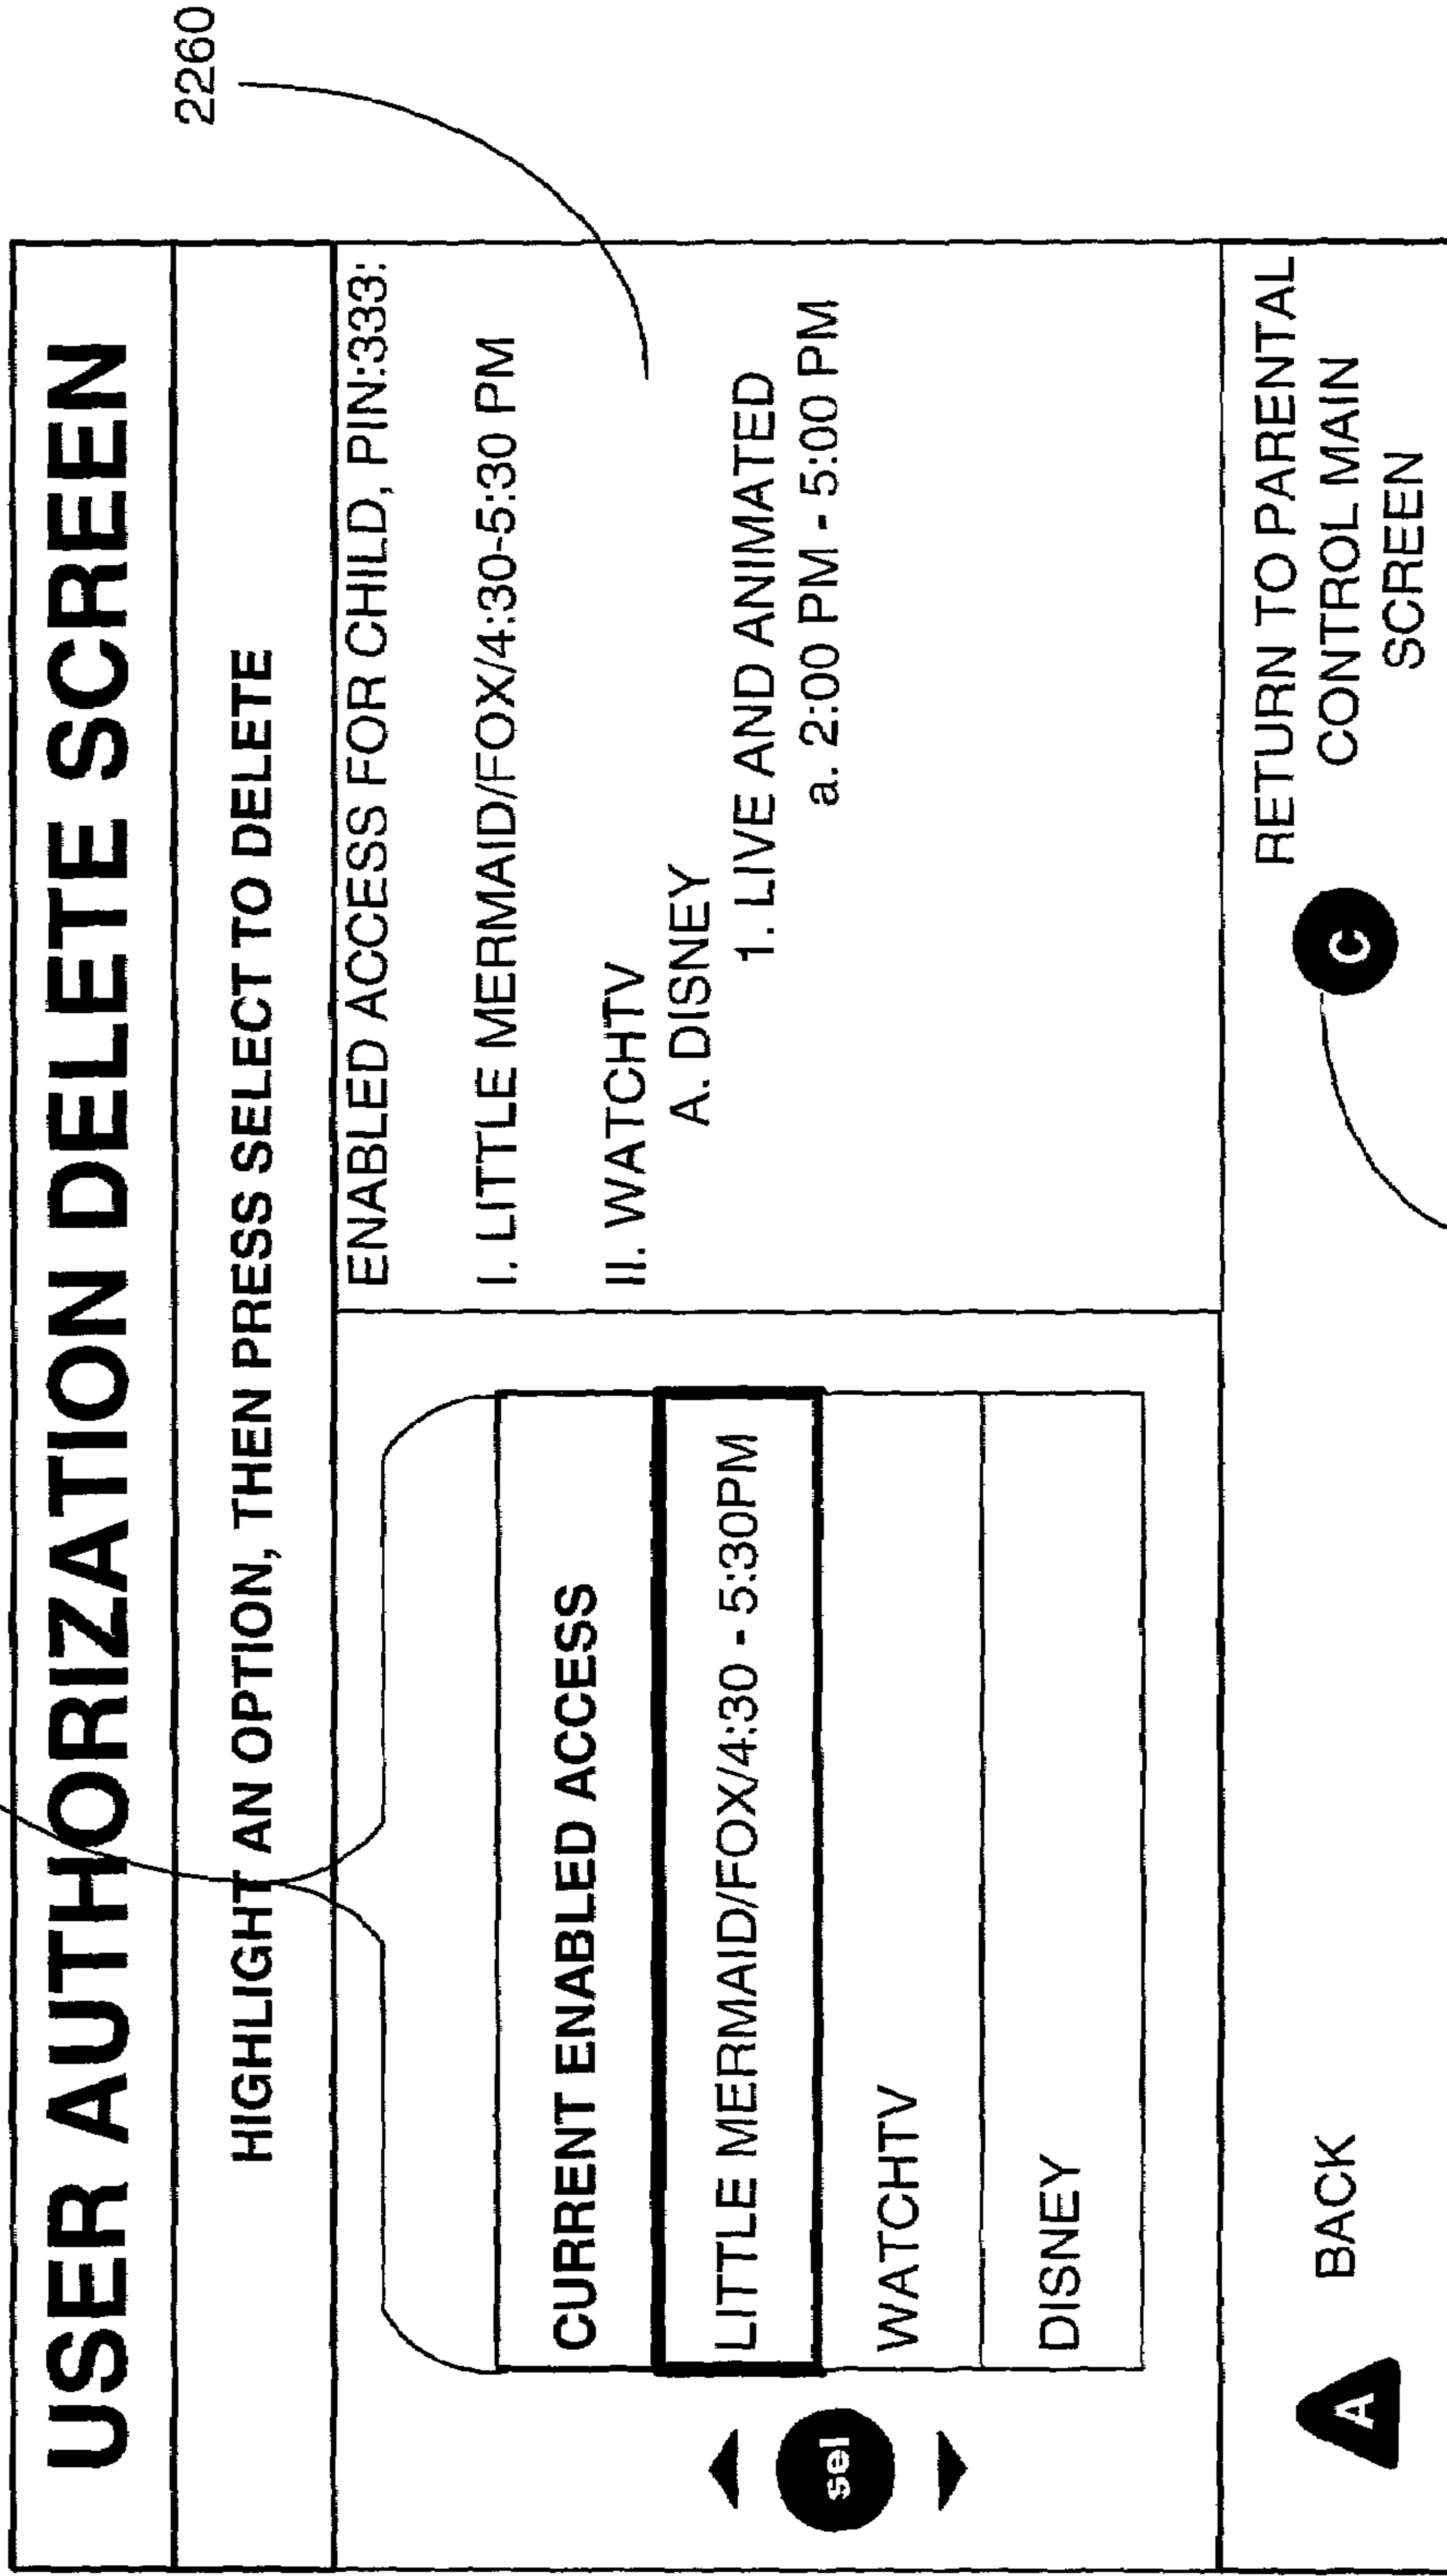 2260
USER AUTHORIZATION DELETE SCREEN
HIGHLIGHT AN OPTION, THEN PRESS SELECT TO DELETE
CURRENT ENABLED ACCESS
LITTLE MERMAID/FOX/4:30 - 5:30PM
WATCHTV
DISNEY
sel
ENABLED ACCESS FOR CHILD, PIN:333:
I. LITTLE MERMAID/FOX/4:30-5:30 PM
II. WATCHTV
A. DISNEY
1. LIVE AND ANIMATED
a. 2:00 PM - 5:00 PM
A BACK
C RETURN TO PARENTAL
CONTROL MAIN
SCREEN